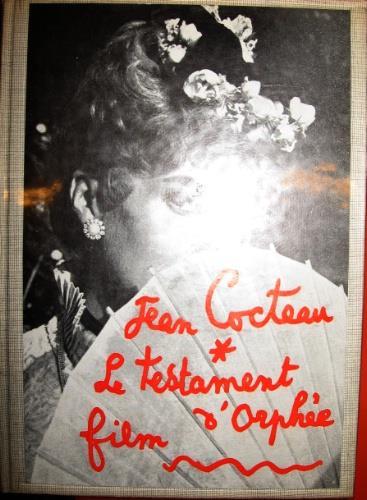 Jean Cocteau
*
Le testament
d'Orphée
film